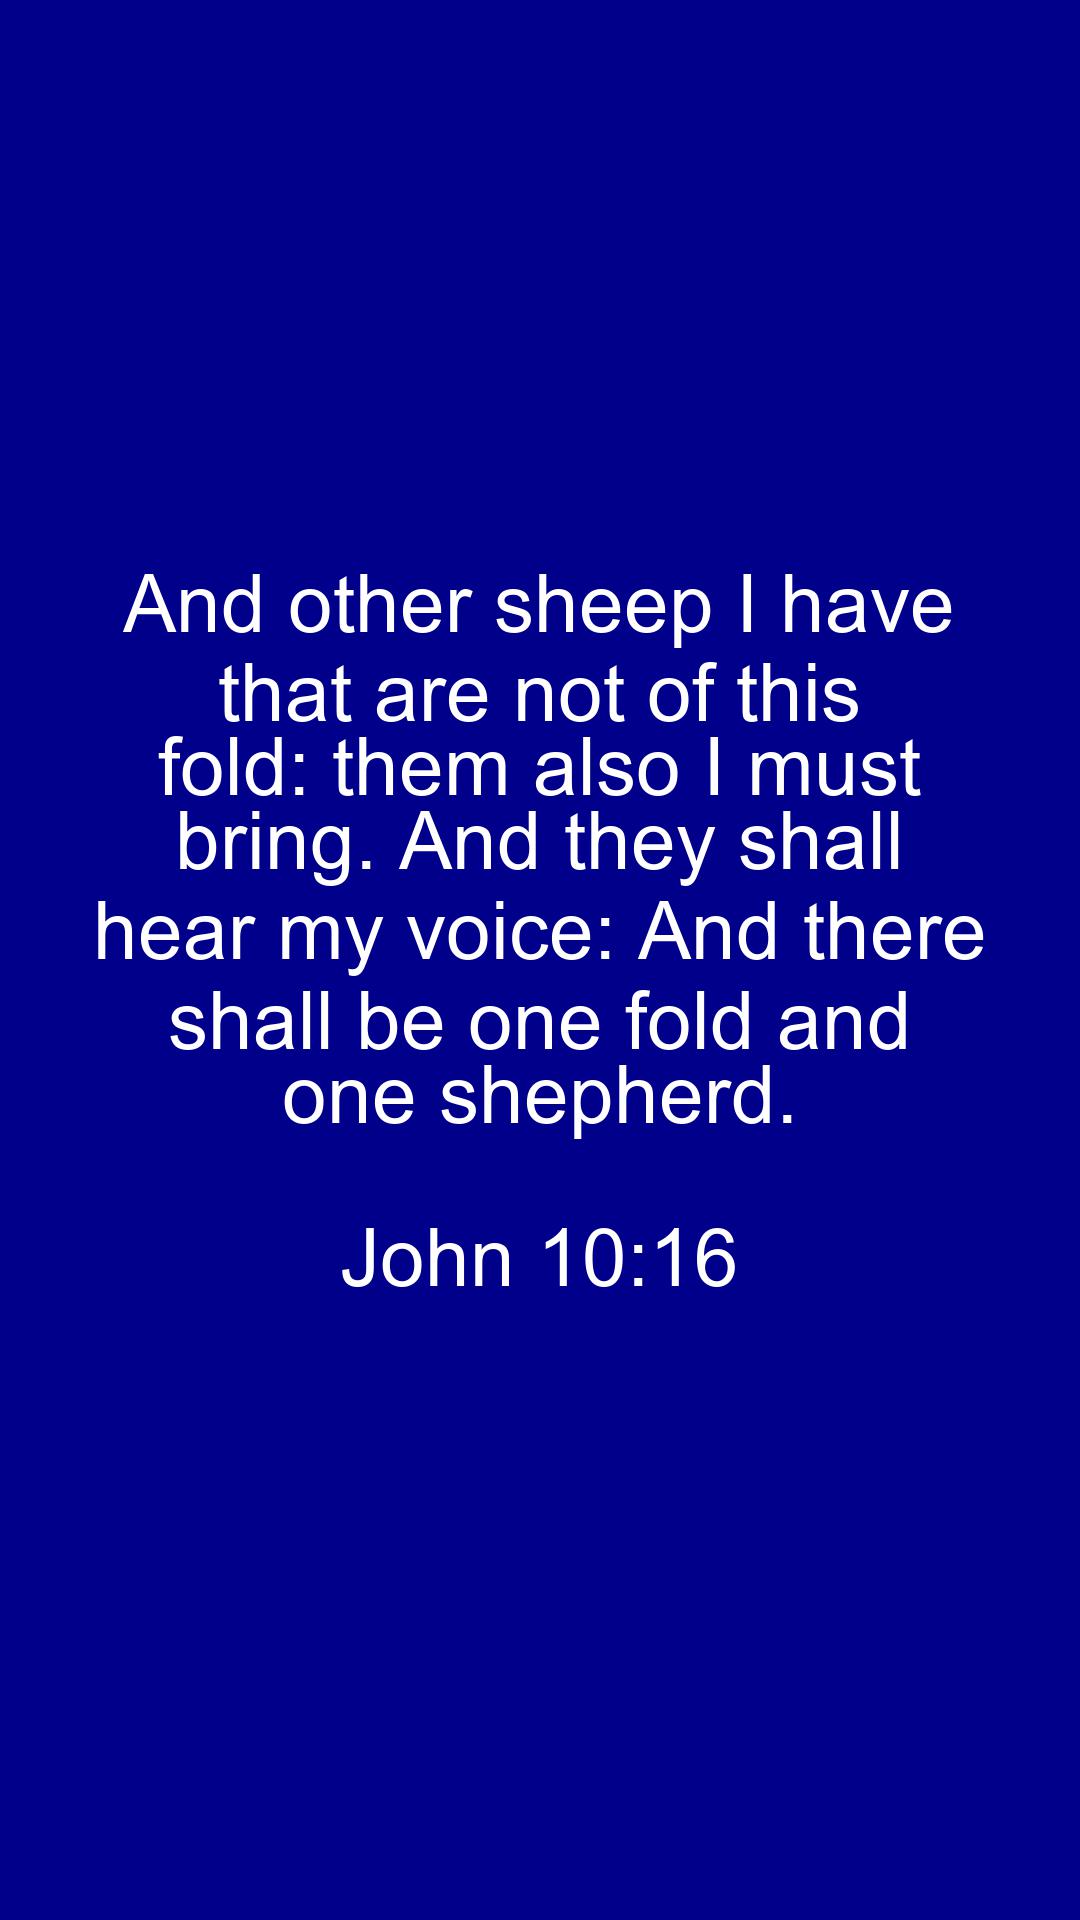 And other sheep I have
that are not of this
fold: them also I must
bring. And they shall
hear my voice: And there
shall be one fold and
one shepherd.
John 10:16